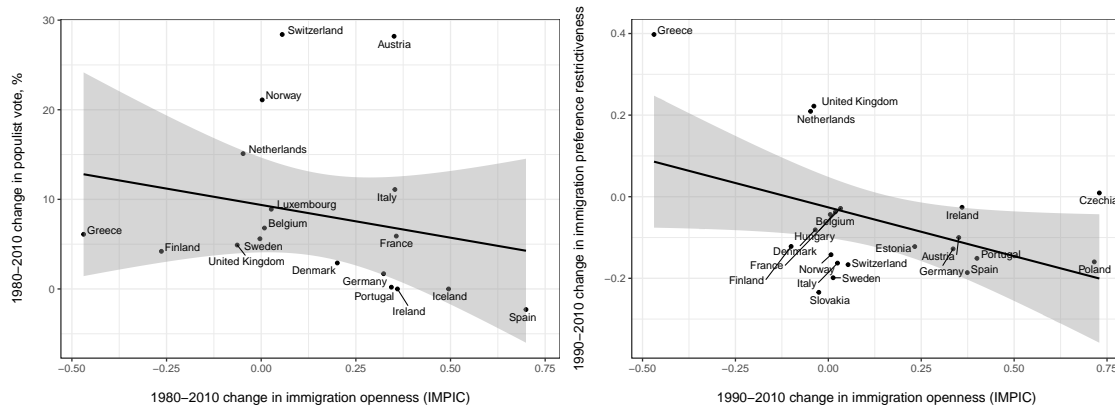 1980−2010 change in populist vote, %
30
20
10
0
Switzerland
Austria
Norway
Netherlands
Italy
Luxembourg
Belgium
Greece
Finland
Sweden
France
United Kingdom
Denmark
Germany
Portugal
Iceland
Ireland
Spain
−0.50
−0.25
0.00
0.25
0.50
0.75
1980−2010 change in immigration openness (IMPIC)
1990−2010 change in immigration preference restrictiveness
0.4
0.2
0.0
−0.2
Greece
United Kingdom
Netherlands
Czechia
Ireland
Belgium
Hungary
Denmark
Estonia
Austria
Portugal
France
Norway
Switzerland
Germany
Spain
Poland
Finland
Italy
Sweden
Slovakia
−0.50
−0.25
0.00
0.25
0.50
0.75
1990−2010 change in immigration openness (IMPIC)